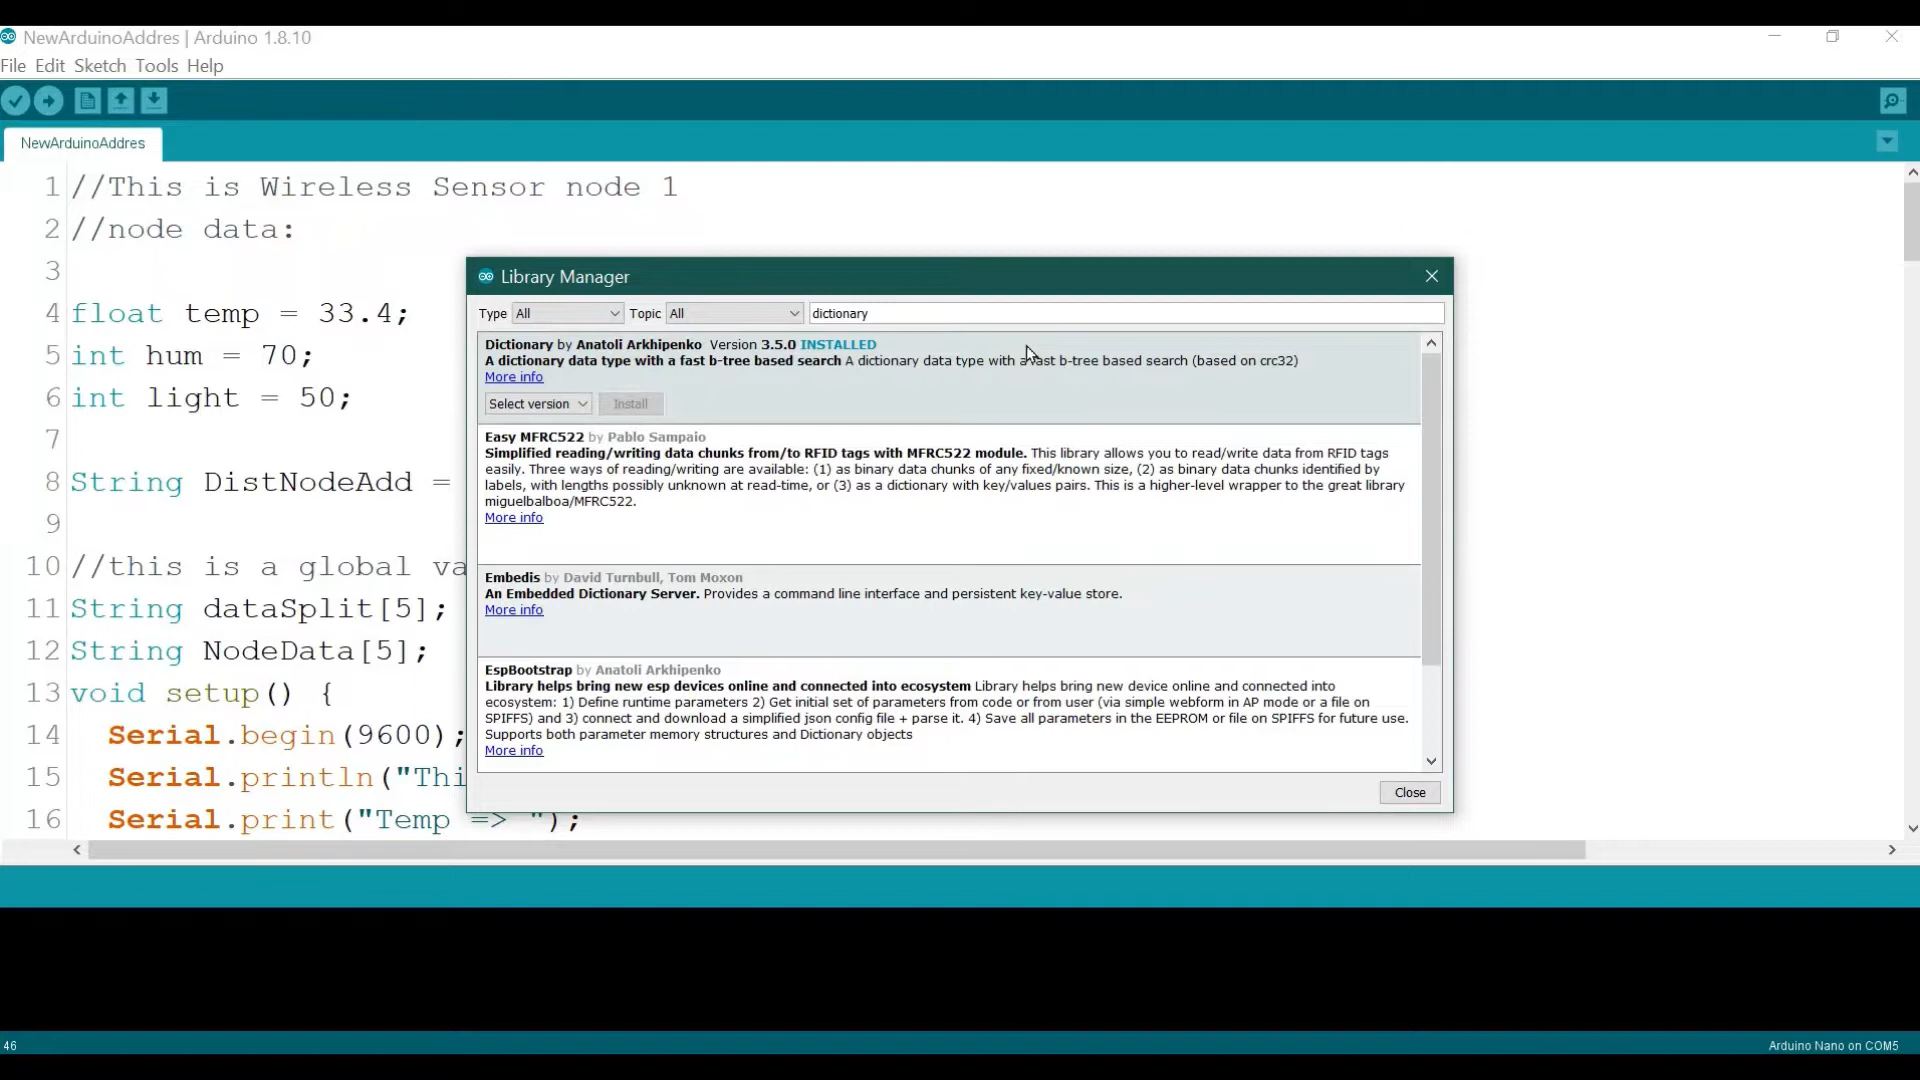 NewArduinoAddres | Arduino 1.8.10
File Edit Sketch Tools Help
NewArduinoAddres
1 //This is Wireless Sensor node 1
2 //node data:
3
4 float temp = 33.4;
5 int hum = 70;
6 int light = 50;
7
8 String DistNodeAdd =
9
10 //this is a global va
11 String dataSplit[5];
12 String NodeData[5];
13 void setup() {
14 Serial.begin(9600);
15 Serial.println("Thi
16 Serial.print("Temp => ");
Library Manager
Type All Topic All dictionary
Dictionary by Anatoli Arkhipenko Version 3.5.0 INSTALLED
A dictionary data type with a fast b-tree based search A dictionary data type with a fast b-tree based search (based on crc32)
More info
Select version Install
Easy MFRC522 by Pablo Sampaio
Simplified reading/writing data chunks from/to RFID tags with MFRC522 module. This library allows you to read/write data from RFID tags
easily. Three ways of reading/writing are available: (1) as binary data chunks of any fixed/known size, (2) as binary data chunks identified by
labels, with lengths possibly unknown at read-time, or (3) as a dictionary with key/values pairs. This is a higher-level wrapper to the great library
miguelbalboa/MFRC522.
More info
Embedis by David Turnbull, Tom Moxon
An Embedded Dictionary Server. Provides a command line interface and persistent key-value store.
More info
EspBootstrap by Anatoli Arkhipenko
Library helps bring new esp devices online and connected into ecosystem Library helps bring new device online and connected into
ecosystem: 1) Define runtime parameters 2) Get initial set of parameters from code or from user (via simple webform in AP mode or a file on
SPIFFS) and 3) connect and download a simplified json config file + parse it. 4) Save all parameters in the EEPROM or file on SPIFFS for future use.
Supports both parameter memory structures and Dictionary objects
More info
Close
46
Arduino Nano on COM5